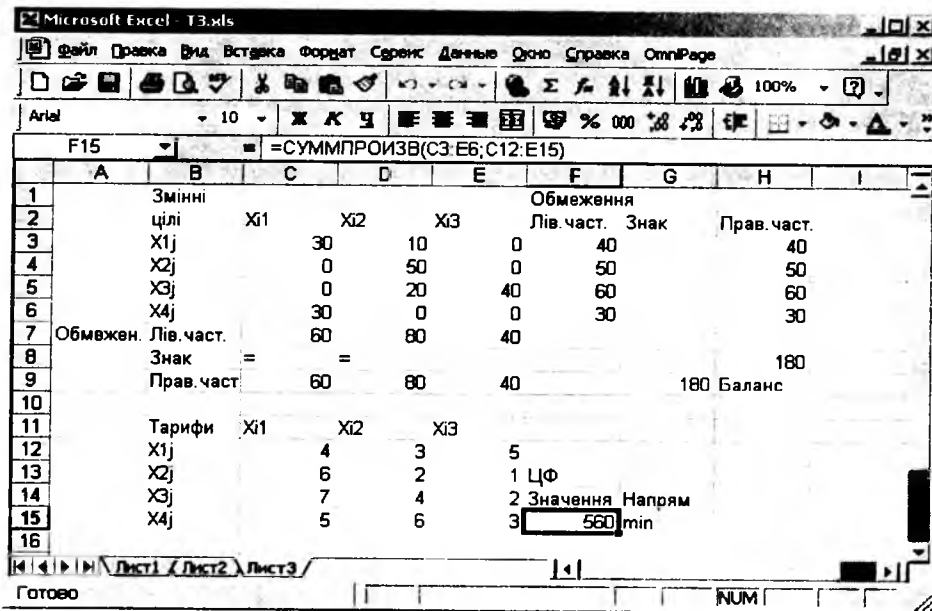 Microsoft Excel - T3.xls
Файл Правка Вид Вставка Формат Сервис Данные Окно Справка OmniPage
100%
Arial 10 Ж К Ч % 000
F15 = =СУММПРОИЗВ(C3:E6;C12:E15)
A B C D E F G H I
1 Змінні Обмеження
2 цілі Xi1 Xi2 Xi3 Лів.част. Знак Прав.част.
3 X1j 30 10 0 40 40
4 X2j 0 50 0 50 50
5 X3j 0 20 40 60 60
6 X4j 30 0 0 30 30
7 Обмежен. Лів.част. 60 80 40
8 Знак = = 180
9 Прав.част 60 80 40 180 Баланс
10
11 Тарифи Xi1 Xi2 Xi3
12 X1j 4 3 5
13 X2j 6 2 1 ЦФ
14 X3j 7 4 2 Значення Напрям
15 X4j 5 6 3 560 min
16
Лист1 Лист2 Лист3
Готово NUM